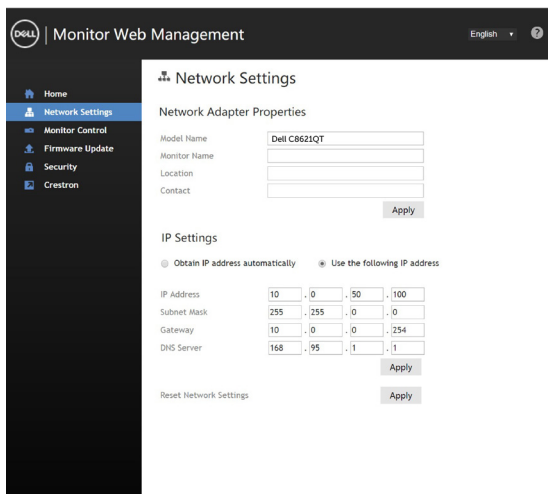 DELL | Monitor Web Management
English
?
Home
Network Settings
Monitor Control
Firmware Update
Security
Crestron
Network Settings
Network Adapter Properties
Model Name Dell C8621QT
Monitor Name
Location
Contact
Apply
IP Settings
Obtain IP address automatically Use the following IP address
IP Address 10 . 0 . 50 . 100
Subnet Mask 255 . 255 . 0 . 0
Gateway 10 . 0 . 0 . 254
DNS Server 168 . 95 . 1 . 1
Apply
Reset Network Settings Apply